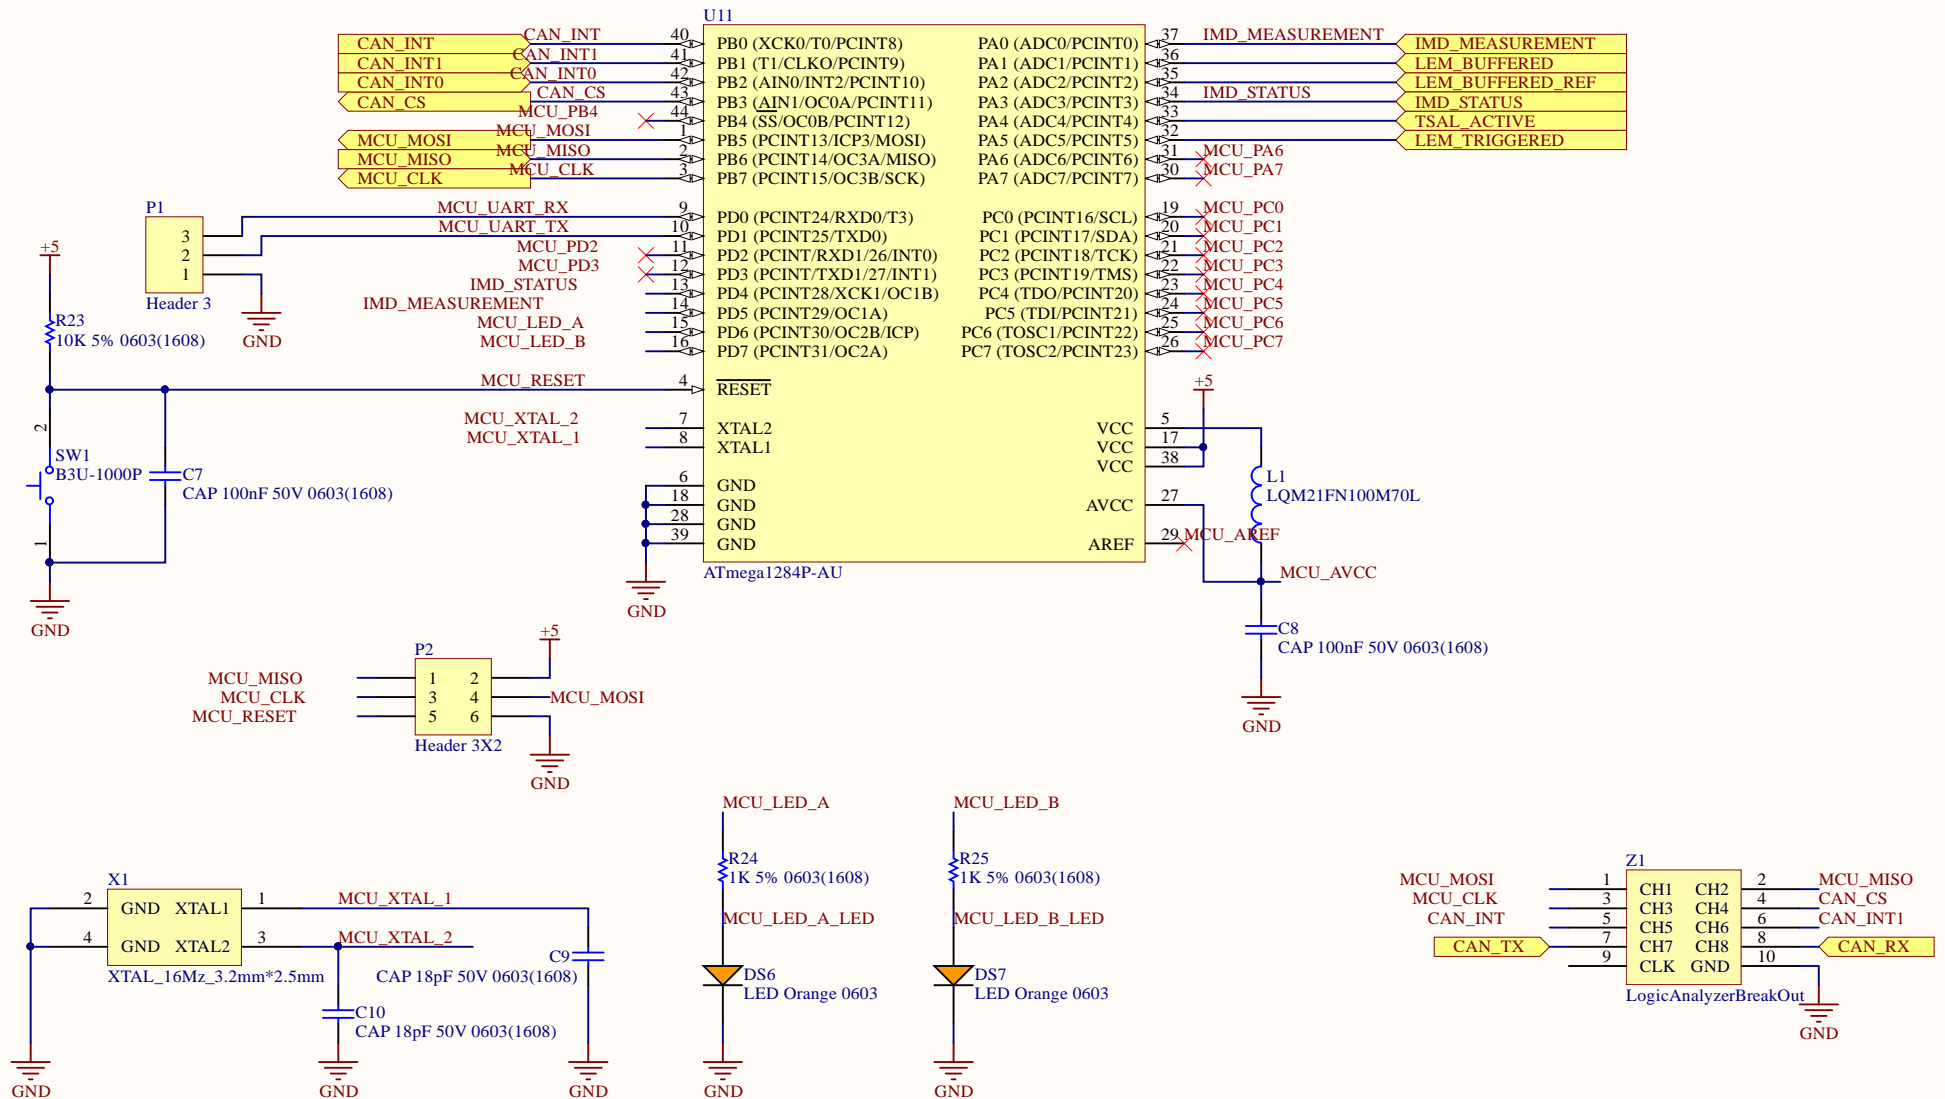 U11
CAN_INT
CAN_INT
40
PB0 (XCK0/T0/PCINT8)
PA0 (ADC0/PCINT0)
37
IMD_MEASUREMENT
IMD_MEASUREMENT
CAN_INT1
CAN_INT1
41
PB1 (T1/CLKO/PCINT9)
PA1 (ADC1/PCINT1)
36
LEM_BUFFERED
CAN_INT0
CAN_INT0
42
PB2 (AIN0/INT2/PCINT10)
PA2 (ADC2/PCINT2)
35
LEM_BUFFERED_REF
CAN_CS
CAN_CS
43
PB3 (AIN1/OC0A/PCINT11)
PA3 (ADC3/PCINT3)
34
IMD_STATUS
IMD_STATUS
MCU_PB4
44
PB4 (SS/OC0B/PCINT12)
PA4 (ADC4/PCINT4)
33
TSAL_ACTIVE
MCU_MOSI
MCU_MOSI
1
PB5 (PCINT13/ICP3/MOSI)
PA5 (ADC5/PCINT5)
32
LEM_TRIGGERED
MCU_MISO
MCU_MISO
2
PB6 (PCINT14/OC3A/MISO)
PA6 (ADC6/PCINT6)
31
MCU_PA6
MCU_CLK
MCU_CLK
3
PB7 (PCINT15/OC3B/SCK)
PA7 (ADC7/PCINT7)
30
MCU_PA7
P1
3
2
1
Header 3
GND
MCU_UART_RX
9
PD0 (PCINT24/RXD0/T3)
PC0 (PCINT16/SCL)
19
MCU_PC0
MCU_UART_TX
10
PD1 (PCINT25/TXD0)
PC1 (PCINT17/SDA)
20
MCU_PC1
MCU_PD2
11
PD2 (PCINT/RXD1/26/INT0)
PC2 (PCINT18/TCK)
21
MCU_PC2
MCU_PD3
12
PD3 (PCINT/TXD1/27/INT1)
PC3 (PCINT19/TMS)
22
MCU_PC3
IMD_STATUS
13
PD4 (PCINT28/XCK1/OC1B)
PC4 (TDO/PCINT20)
23
MCU_PC4
IMD_MEASUREMENT
14
PD5 (PCINT29/OC1A)
PC5 (TDI/PCINT21)
24
MCU_PC5
MCU_LED_A
15
PD6 (PCINT30/OC2B/ICP)
PC6 (TOSC1/PCINT22)
25
MCU_PC6
MCU_LED_B
16
PD7 (PCINT31/OC2A)
PC7 (TOSC2/PCINT23)
26
MCU_PC7
+5
R23
10K 5% 0603(1608)
MCU_RESET
4
RESET
+5
MCU_XTAL_2
7
XTAL2
VCC
5
MCU_XTAL_1
8
XTAL1
VCC
17
VCC
38
2
SW1
B3U-1000P
1
GND
C7
CAP 100nF 50V 0603(1608)
6
GND
18
GND
28
GND
39
GND
GND
AVCC
27
AREF
29
MCU_AREF
L1
LQM21FN100M70L
MCU_AVCC
ATmega1284P-AU
C8
CAP 100nF 50V 0603(1608)
GND
P2
+5
MCU_MISO
1
2
MCU_CLK
3
4
MCU_MOSI
MCU_RESET
5
6
Header 3X2
GND
X1
2
GND
XTAL1
1
MCU_XTAL_1
4
GND
XTAL2
3
MCU_XTAL_2
XTAL_16Mz_3.2mm*2.5mm
C9
CAP 18pF 50V 0603(1608)
C10
CAP 18pF 50V 0603(1608)
GND
GND
GND
MCU_LED_A
R24
1K 5% 0603(1608)
MCU_LED_A_LED
DS6
LED Orange 0603
GND
MCU_LED_B
R25
1K 5% 0603(1608)
MCU_LED_B_LED
DS7
LED Orange 0603
GND
Z1
MCU_MOSI
1
CH1
CH2
2
MCU_MISO
MCU_CLK
3
CH3
CH4
4
CAN_CS
CAN_INT
5
CH5
CH6
6
CAN_INT1
CAN_TX
7
CH7
CH8
8
CAN_RX
9
CLK
GND
10
LogicAnalyzerBreakOut
GND